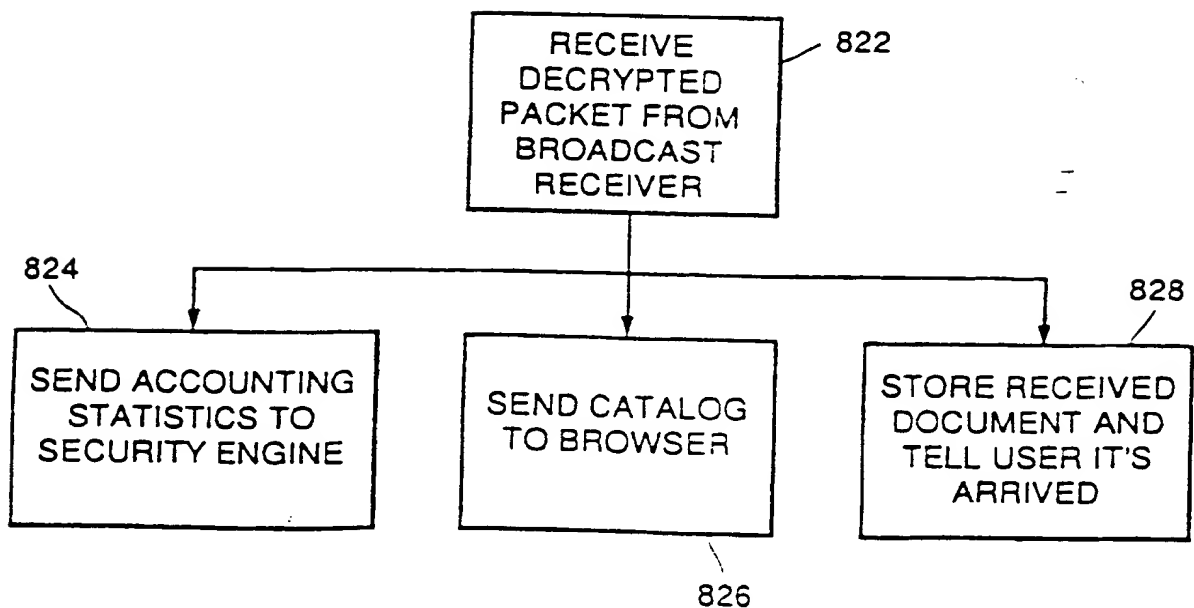 RECEIVE
DECRYPTED
PACKET FROM
BROADCAST
RECEIVER
822
824
SEND ACCOUNTING
STATISTICS TO
SECURITY ENGINE
SEND CATALOG
TO BROWSER
826
828
STORE RECEIVED
DOCUMENT AND
TELL USER IT'S
ARRIVED